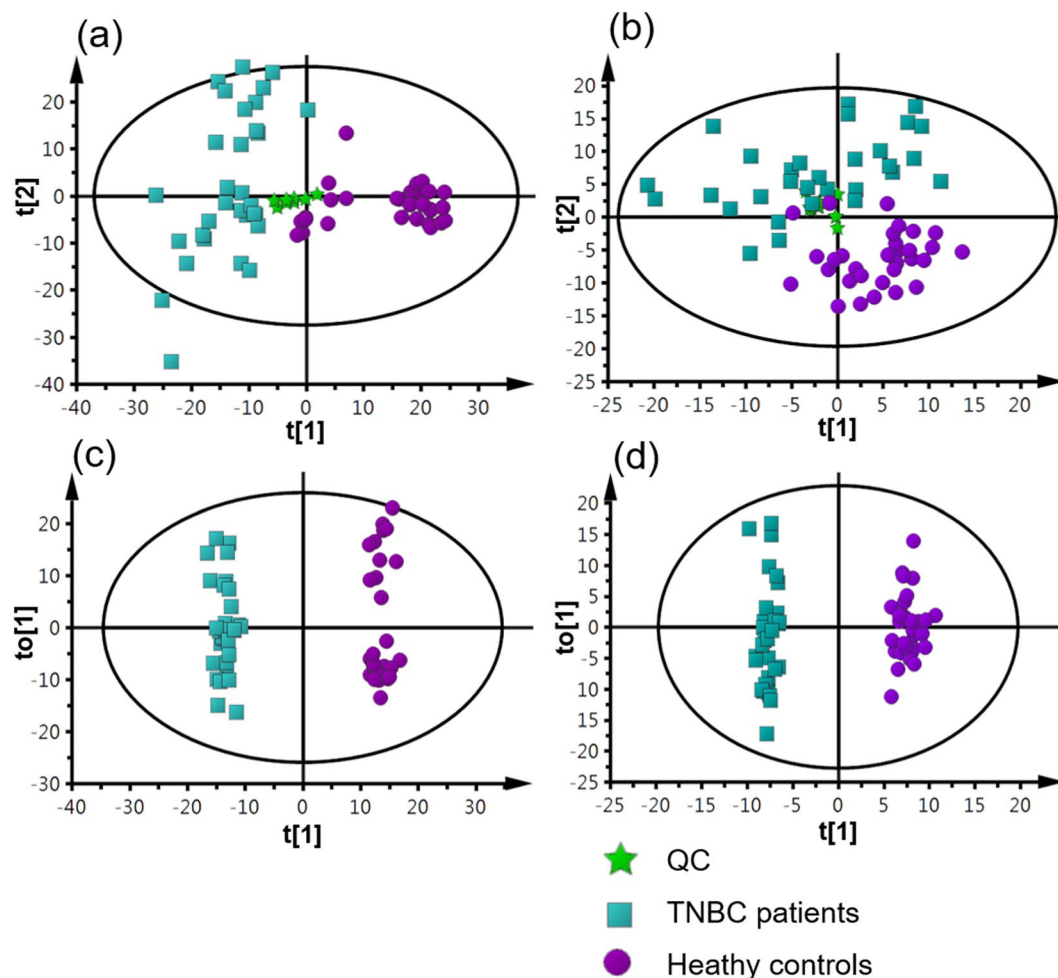 (a)
20
10
0
-10
-20
-30
-40
t[2]
-40 -30 -20 -10 0 10 20 30
t[1]
(b)
20
15
10
5
0
-5
-10
-15
-20
-25
t[2]
-25 -20 -15 -10 -5 0 5 10 15 20
t[1]
(c)
20
10
0
-10
-20
-30
to[1]
-40 -30 -20 -10 0 10 20 30
t[1]
(d)
20
15
10
5
0
-5
10
15
-20
-25
to[1]
-25 -20 -15 -10 -5 0 5 10 15 20
t[1]
QC
TNBC patients
Heathy controls